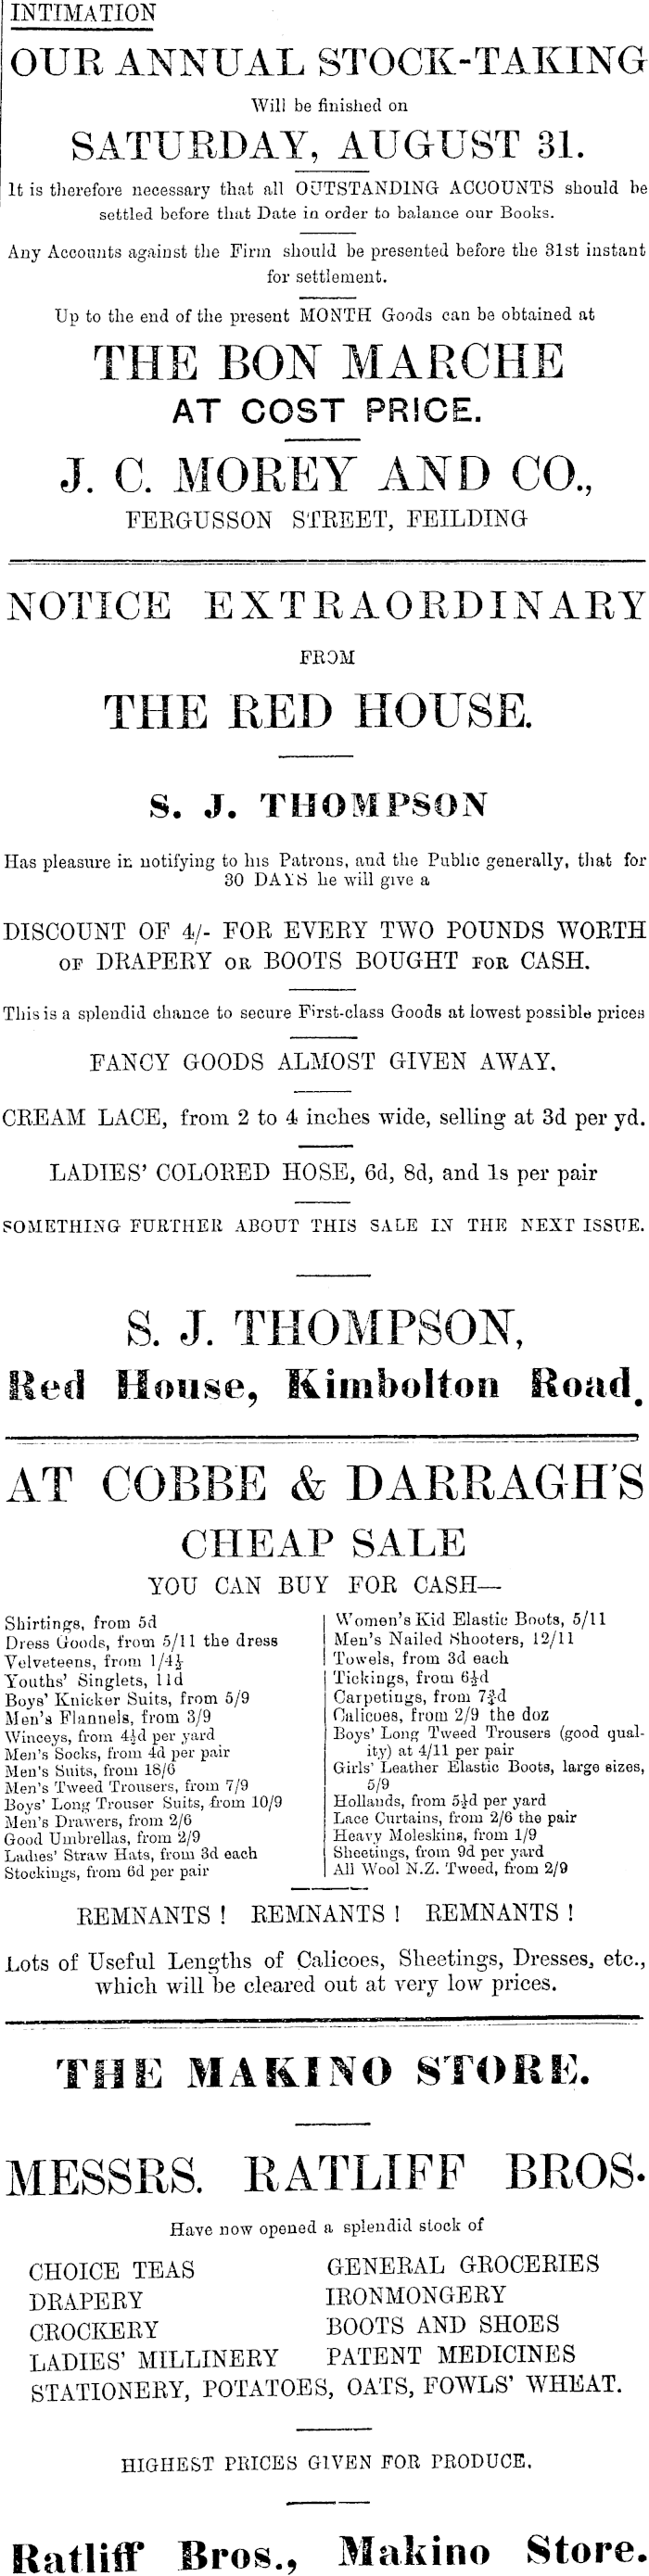 INTIMATION
OUR ANNUAL STOCK-TAKING
Will be finished on
SATURDAY, AUGUST 31.
It is therefore necessary that all OUTSTANDING ACCOUNTS should be
settled before that Date in order to balance our Books.
Any Accounts against the Firm should be presented before the 31st instant
for settlement.
Up to the end of the present MONTH Goods can be obtained at
THE BON MARCHE
AT COST PRICE.
J. C. MOREY AND CO.,
FERGUSSON STREET, FEILDING
NOTICE EXTRAORDINARY
FROM
THE RED HOUSE.
S. J. THOMPSON
Has pleasure in notifying to his Patrons, and the Public generally, that for
30 DAYS he will give a
DISCOUNT OF 4/- FOR EVERY TWO POUNDS WORTH
OF DRAPERY OR BOOTS BOUGHT FOR CASH.
This is a splendid chance to secure First-class Goods at lowest possible prices
FANCY GOODS ALMOST GIVEN AWAY.
CREAM LACE, from 2 to 4 inches wide, selling at 3d per yd.
LADIES' COLORED HOSE, 6d, 8d, and 1s per pair
SOMETHING FURTHER ABOUT THIS SALE IN THE NEXT ISSUE.
S. J. THOMPSON,
Red House, Kimbolton Road.
AT COBBE & DARRAGH'S
CHEAP SALE
YOU CAN BUY FOR CASH—
Shirtings, from 5d
Dress Goods, from 5/11 the dress
Velveteens, from 1/4½
Youths' Singlets, 11d
Boys' Knicker Suits, from 5/9
Men's Flannels, from 3/9
Winceys, from 4½d per yard
Men's Socks, from 4d per pair
Men's Suits, from 18/6
Men's Tweed Trousers, from 7/9
Boys' Long Trouser Suits, from 10/9
Men's Drawers, from 2/6
Good Umbrellas, from 2/9
Ladies' Straw Hats, from 3d each
Stockings, from 6d per pair
Women's Kid Elastic Boots, 5/11
Men's Nailed Shooters, 12/11
Towels, from 3d each
Tickings, from 6½d
Carpetings, from 7¾d
Calicoes, from 2/9 the doz
Boys' Long Tweed Trousers (good qual-
ity) at 4/11 per pair
Girls' Leather Elastic Boots, large sizes,
5/9
Hollands, from 5½d per yard
Lace Curtains, from 2/6 the pair
Heavy Moleskins, from 1/9
Sheetings, from 9d per yard
All Wool N.Z. Tweed, from 2/9
REMNANTS ! REMNANTS ! REMNANTS !
Lots of Useful Lengths of Calicoes, Sheetings, Dresses, etc.,
which will be cleared out at very low prices.
THE MAKINO STORE.
MESSRS. RATLIFF BROS.
Have now opened a splendid stock of
CHOICE TEAS GENERAL GROCERIES
DRAPERY IRONMONGERY
CROCKERY BOOTS AND SHOES
LADIES' MILLINERY PATENT MEDICINES
STATIONERY, POTATOES, OATS, FOWLS' WHEAT.
HIGHEST PRICES GIVEN FOR PRODUCE.
Ratliff Bros., Makino Store.